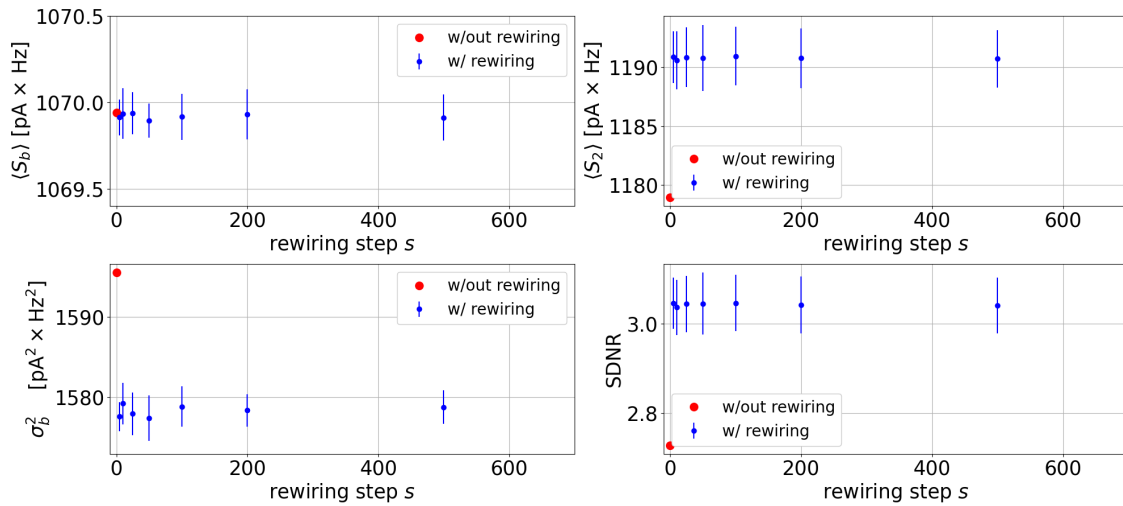 1070.5
1070.0
1069.5
⟨S_b⟩ [pA × Hz]
w/out rewiring
w/ rewiring
0 200 400 600
rewiring step s
1190
1185
1180
⟨S_2⟩ [pA × Hz]
w/out rewiring
w/ rewiring
0 200 400 600
rewiring step s
1590
1580
σ_b^2 [pA^2 × Hz^2]
w/out rewiring
w/ rewiring
0 200 400 600
rewiring step s
3.0
2.8
SDNR
w/out rewiring
w/ rewiring
0 200 400 600
rewiring step s